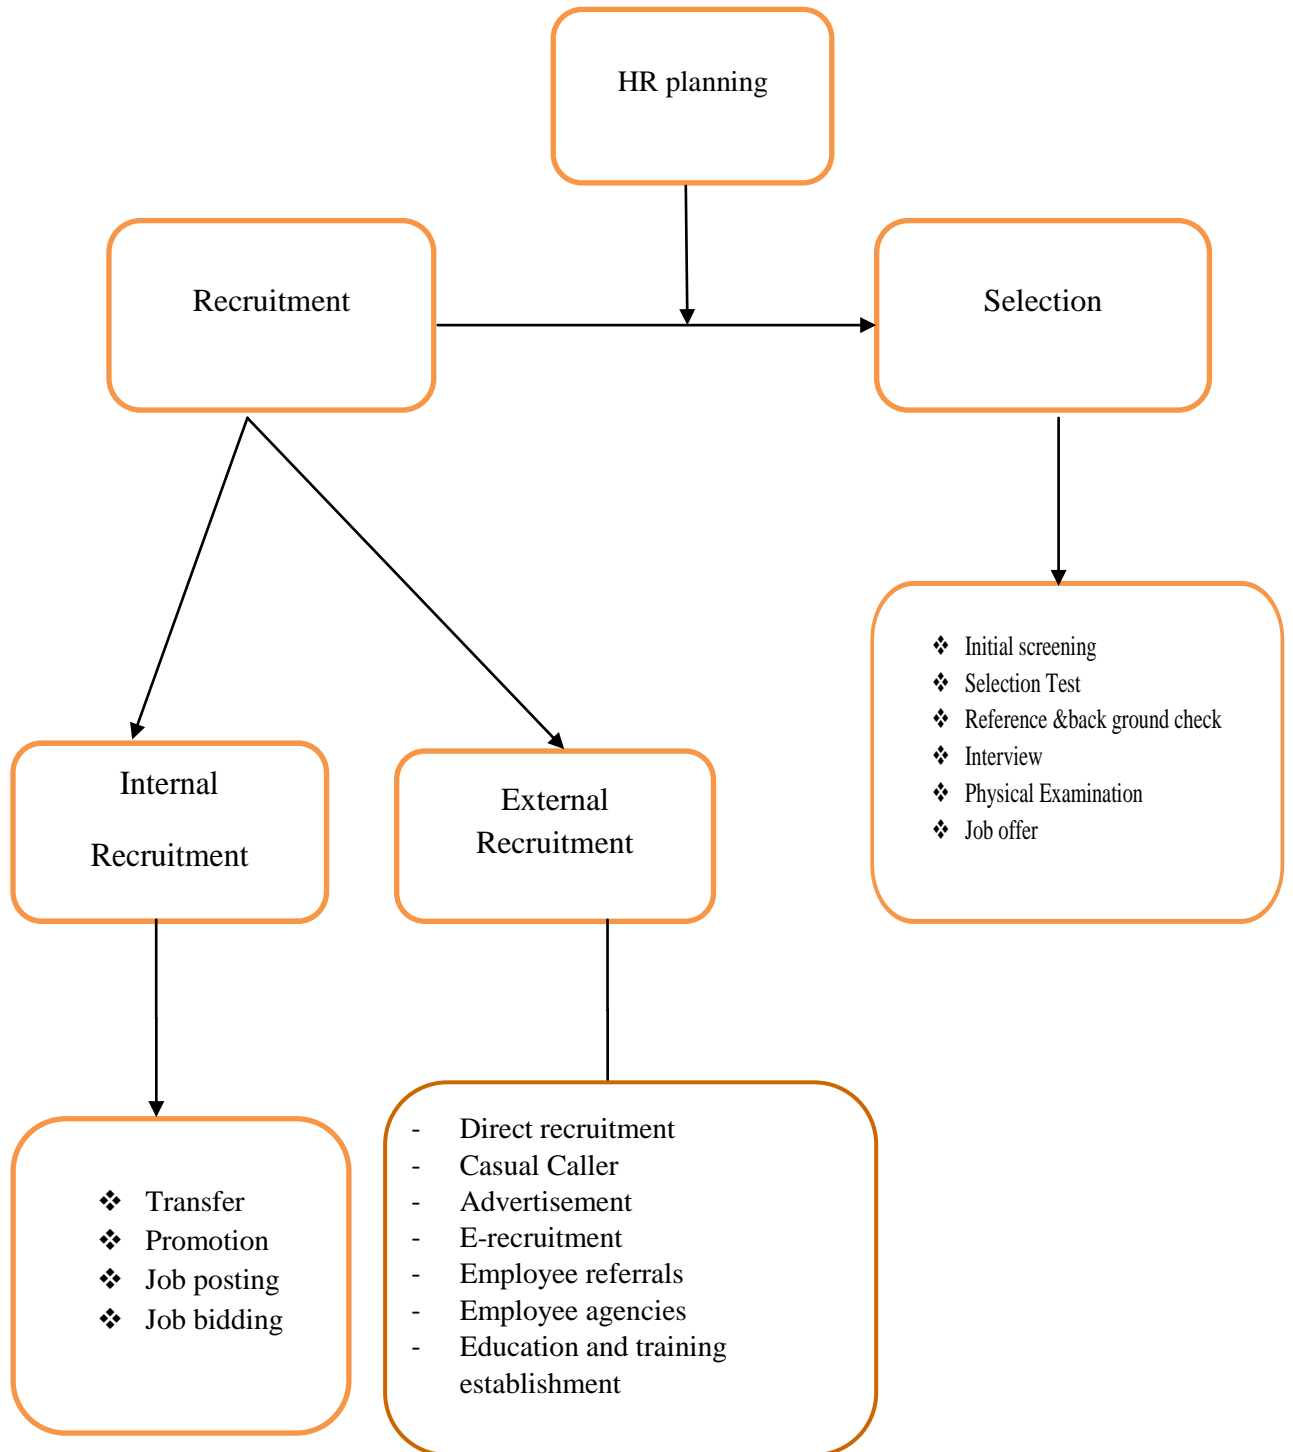 HR planning
Recruitment
Selection
Internal
Recruitment
External
Recruitment
❖ Initial screening
❖ Selection Test
❖ Reference &back ground check
❖ Interview
❖ Physical Examination
❖ Job offer
❖ Transfer
❖ Promotion
❖ Job posting
❖ Job bidding
- Direct recruitment
- Casual Caller
- Advertisement
- E-recruitment
- Employee referrals
- Employee agencies
- Education and training
establishment